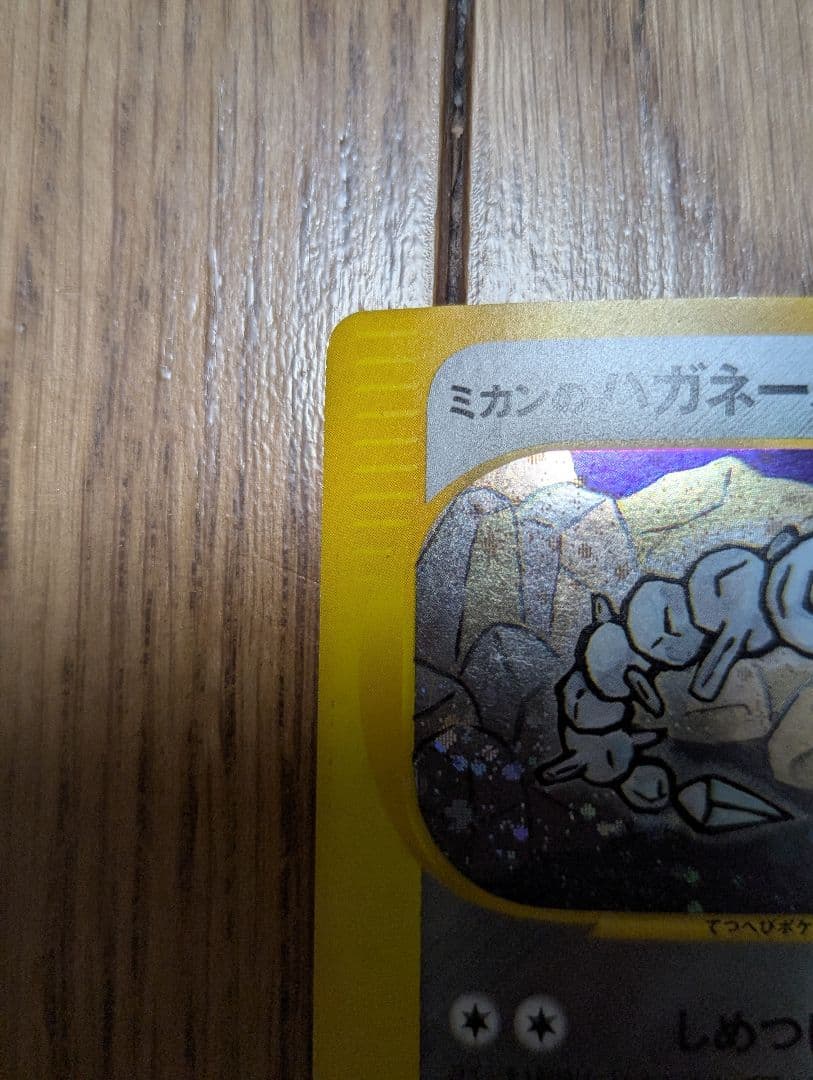 ミカンのハガネー
てつへびポケ
しめつ